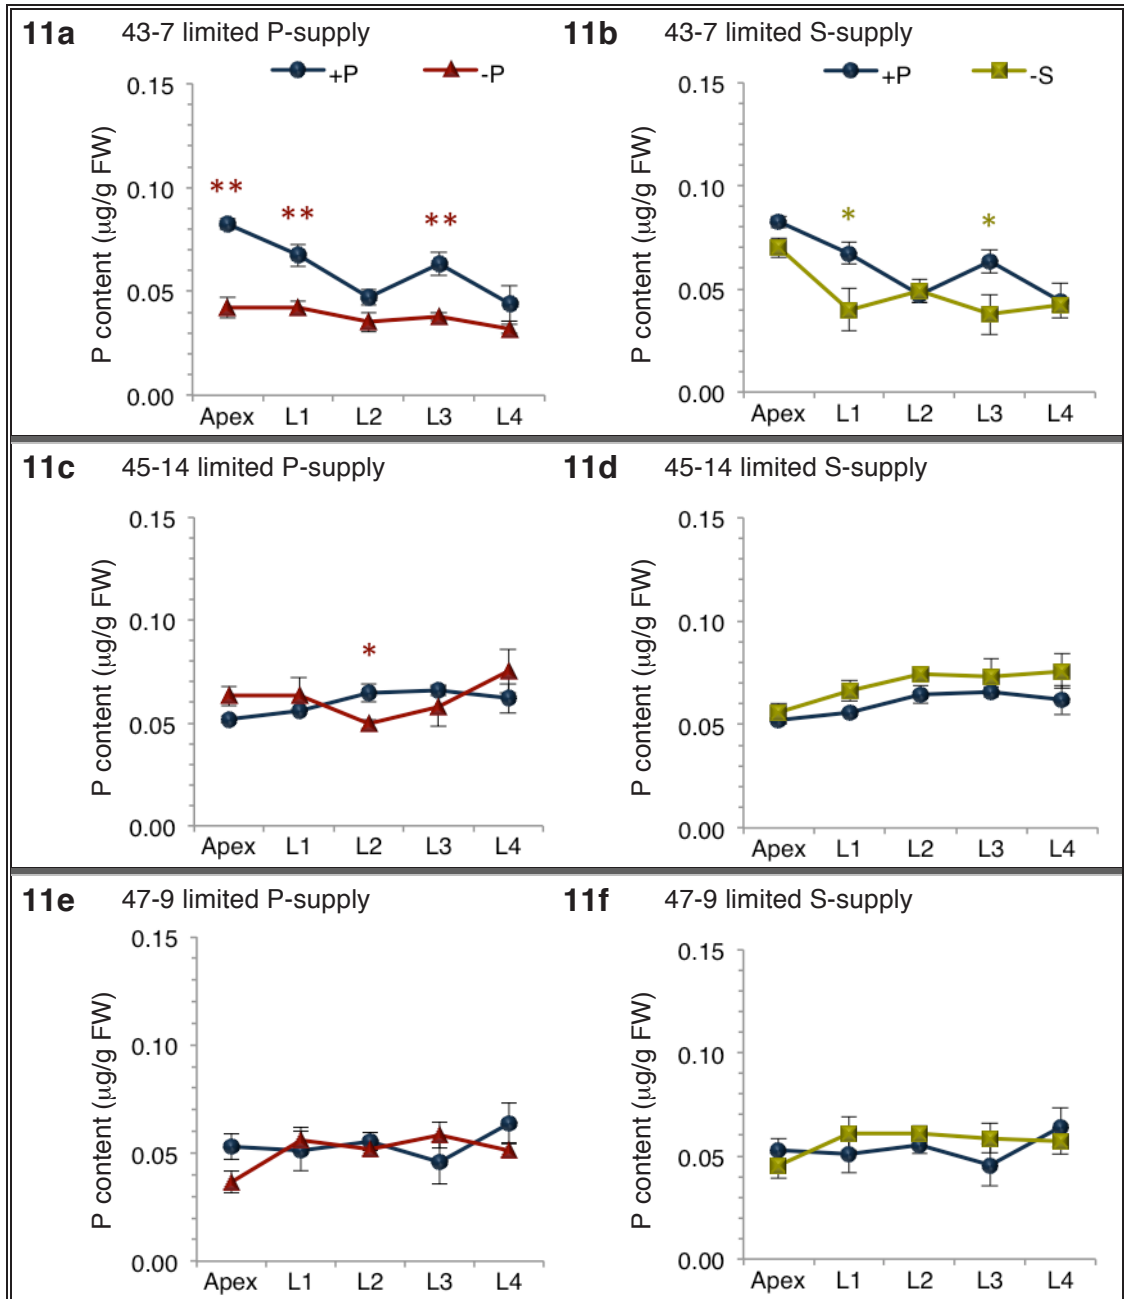 11a 43-7 limited P-supply
+P -P
P content (µg/g FW)
0.15
0.10
0.05
0.00
** ** **
Apex L1 L2 L3 L4
11b 43-7 limited S-supply
+P -S
P content (µg/g FW)
0.15
0.10
0.05
0.00
* *
Apex L1 L2 L3 L4
11c 45-14 limited P-supply
P content (µg/g FW)
0.15
0.10
0.05
0.00
*
Apex L1 L2 L3 L4
11d 45-14 limited S-supply
P content (µg/g FW)
0.15
0.10
0.05
0.00
Apex L1 L2 L3 L4
11e 47-9 limited P-supply
P content (µg/g FW)
0.15
0.10
0.05
0.00
Apex L1 L2 L3 L4
11f 47-9 limited S-supply
P content (µg/g FW)
0.15
0.10
0.05
0.00
Apex L1 L2 L3 L4